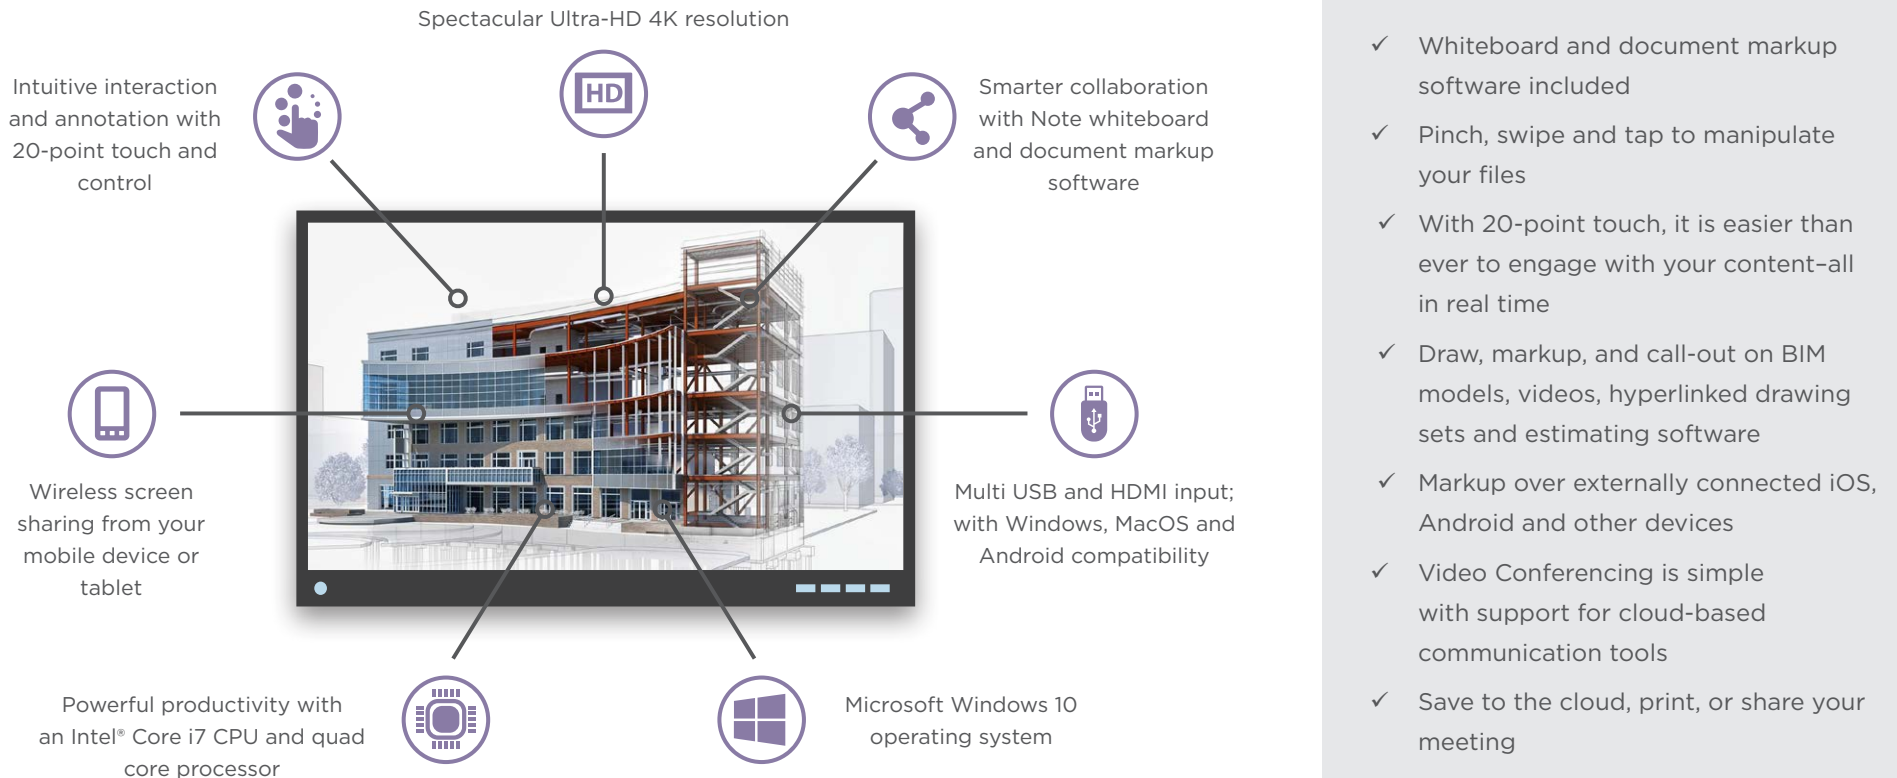 Spectacular Ultra-HD 4K resolution
HD
Intuitive interaction
and annotation with
20-point touch and
control
Smarter collaboration
with Note whiteboard
and document markup
software
Wireless screen
sharing from your
mobile device or
tablet
Multi USB and HDMI input;
with Windows, MacOS and
Android compatibility
Powerful productivity with
an Intel® Core i7 CPU and quad
core processor
Microsoft Windows 10
operating system
✓ Whiteboard and document markup
software included
✓ Pinch, swipe and tap to manipulate
your files
✓ With 20-point touch, it is easier than
ever to engage with your content–all
in real time
✓ Draw, markup, and call-out on BIM
models, videos, hyperlinked drawing
sets and estimating software
✓ Markup over externally connected iOS,
Android and other devices
✓ Video Conferencing is simple
with support for cloud-based
communication tools
✓ Save to the cloud, print, or share your
meeting